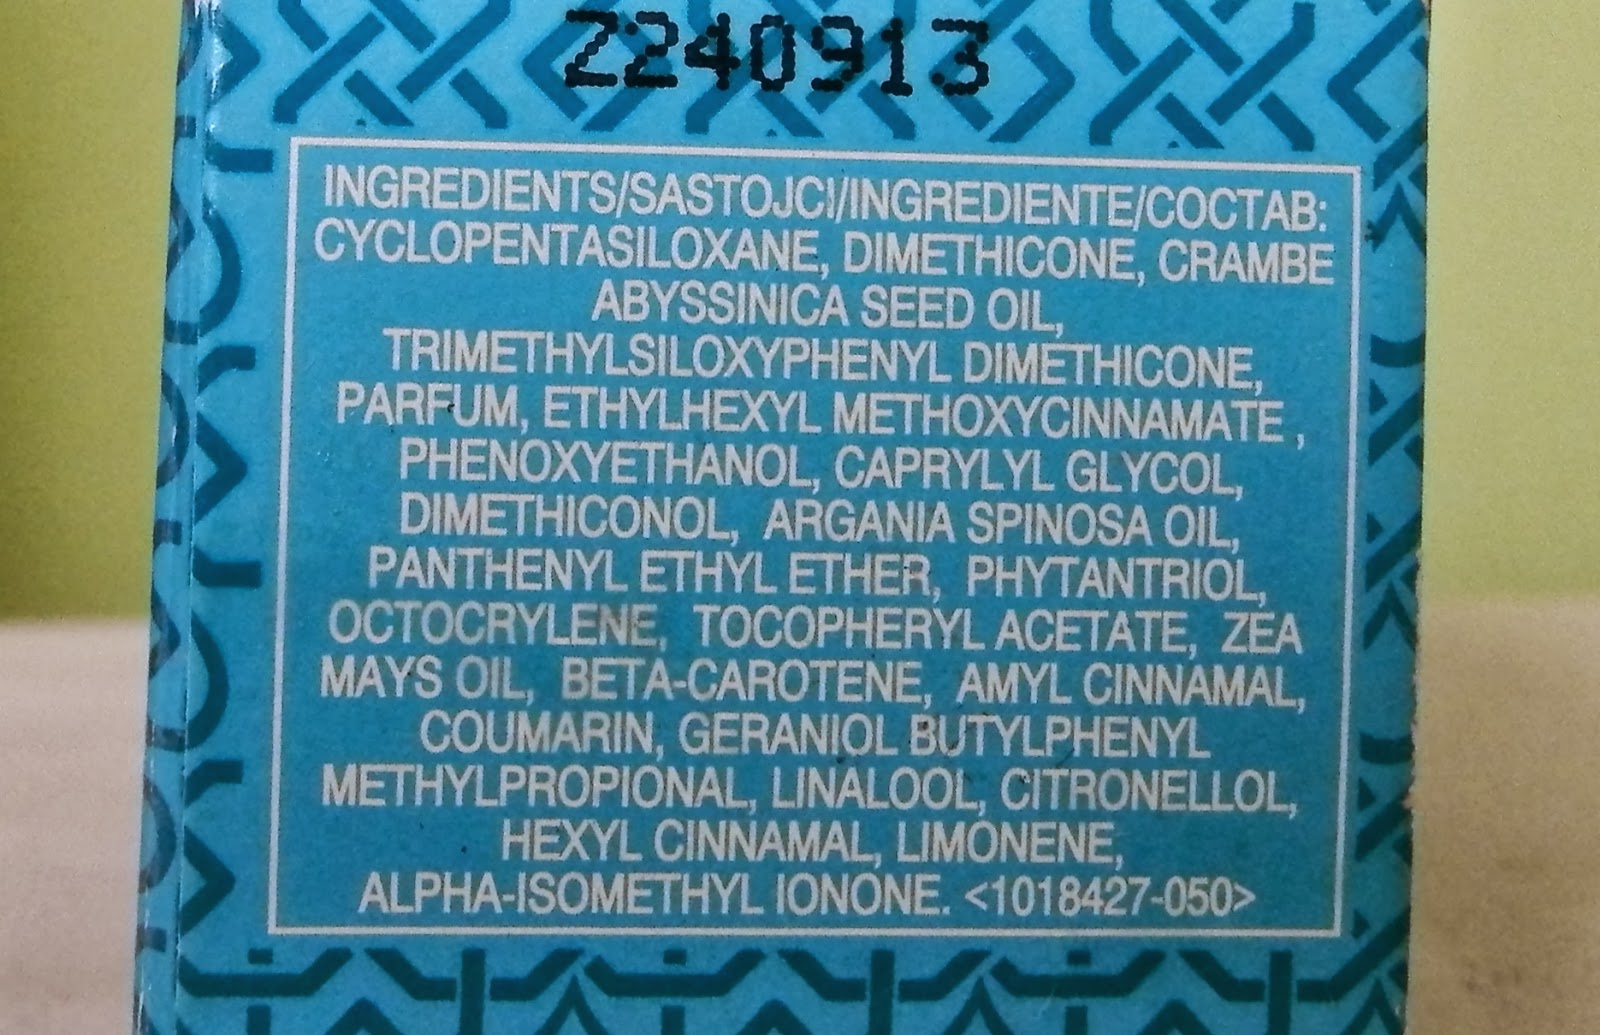 Z240913
INGREDIENTS/SASTOJCI/INGREDIENTE/СОСТАВ:
CYCLOPENTASILOXANE, DIMETHICONE, CRAMBE
ABYSSINICA SEED OIL,
TRIMETHYLSILOXYPHENYL DIMETHICONE,
PARFUM, ETHYLHEXYL METHOXYCINNAMATE ,
PHENOXYETHANOL, CAPRYLYL GLYCOL,
DIMETHICONOL, ARGANIA SPINOSA OIL,
PANTHENYL ETHYL ETHER, PHYTANTRIOL,
OCTOCRYLENE, TOCOPHERYL ACETATE, ZEA
MAYS OIL, BETA-CAROTENE, AMYL CINNAMAL,
COUMARIN, GERANIOL BUTYLPHENYL
METHYLPROPIONAL, LINALOOL, CITRONELLOL,
HEXYL CINNAMAL, LIMONENE,
ALPHA-ISOMETHYL IONONE. <1018427-050>